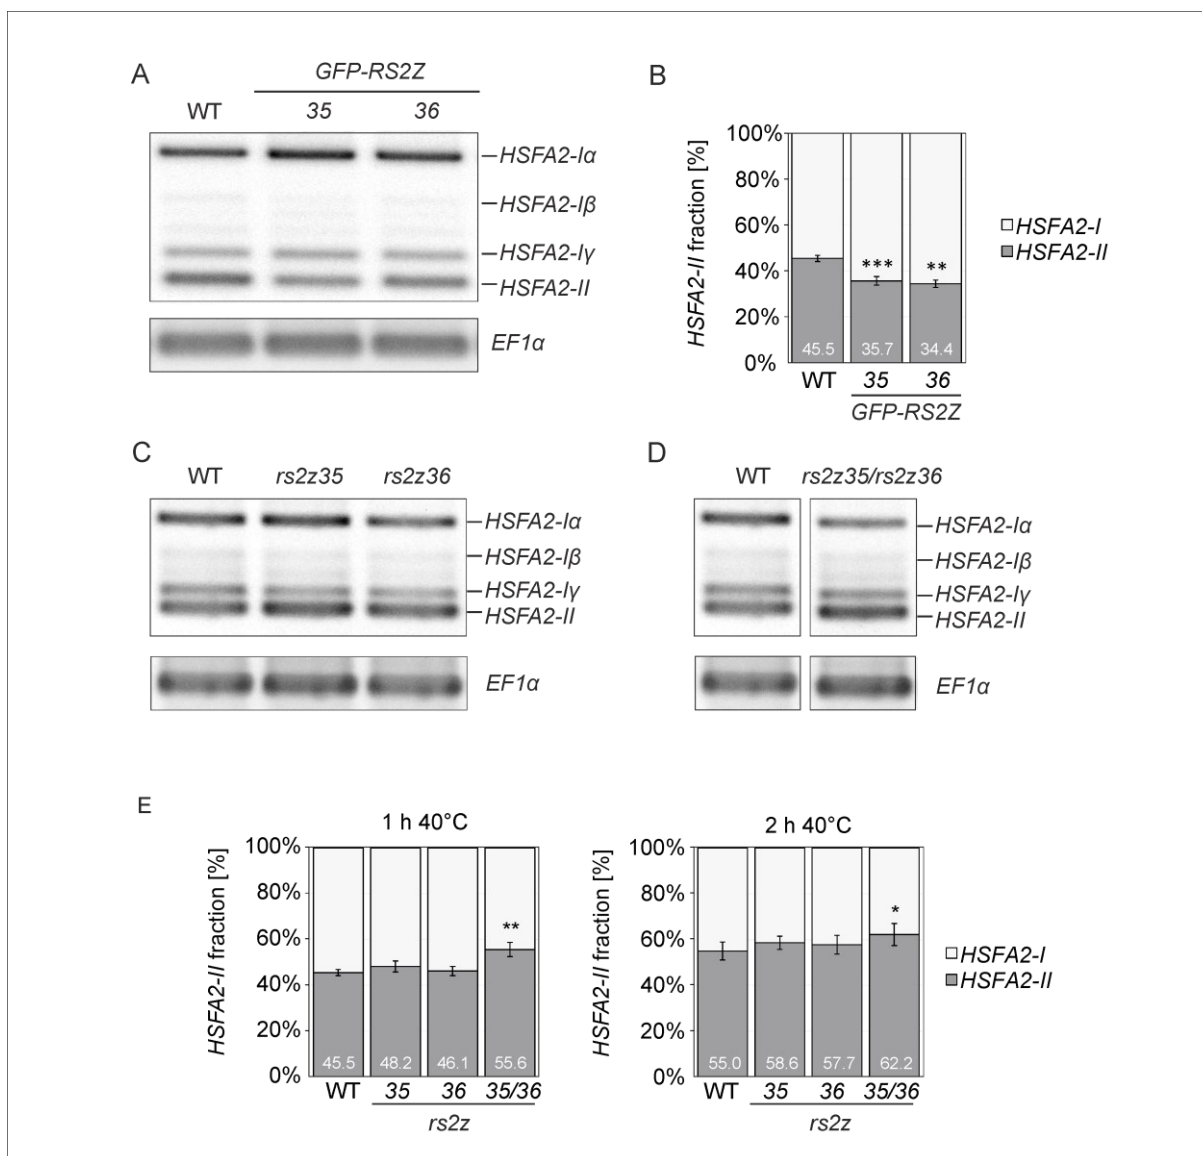 A
GFP-RS2Z
WT 35 36
HSFA2-Iα
HSFA2-Iβ
HSFA2-Iγ
HSFA2-II
EF1α
B
HSFA2-II fraction [%]
100%
80%
60%
40%
20%
0%
*** **
45.5 35.7 34.4
WT 35 36
GFP-RS2Z
HSFA2-I
HSFA2-II
C
WT rs2z35 rs2z36
HSFA2-Iα
HSFA2-Iβ
HSFA2-Iγ
HSFA2-II
EF1α
D
WT rs2z35/rs2z36
HSFA2-Iα
HSFA2-Iβ
HSFA2-Iγ
HSFA2-II
EF1α
E
1 h 40°C
HSFA2-II fraction [%]
100%
80%
60%
40%
20%
0%
**
45.5 48.2 46.1 55.6
WT 35 36 35/36
rs2z
2 h 40°C
HSFA2-II fraction [%]
100%
80%
60%
40%
20%
0%
*
55.0 58.6 57.7 62.2
WT 35 36 35/36
rs2z
HSFA2-I
HSFA2-II